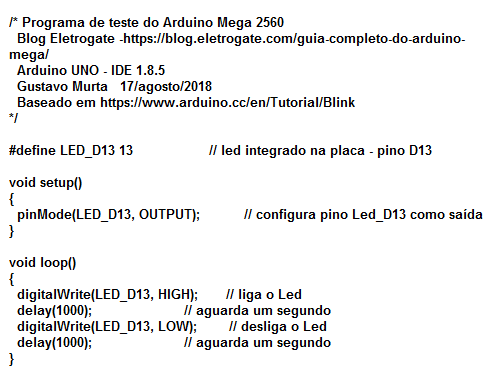 /* Programa de teste do Arduino Mega 2560
Blog Eletrogate -https://blog.eletrogate.com/guia-completo-do-arduino-
mega/
Arduino UNO - IDE 1.8.5
Gustavo Murta   17/agosto/2018
Baseado em https://www.arduino.cc/en/Tutorial/Blink
*/
#define LED_D13 13                    // led integrado na placa - pino D13
void setup()
{
pinMode(LED_D13, OUTPUT);           // configura pino Led_D13 como saída
}
void loop()
{
digitalWrite(LED_D13, HIGH);       // liga o Led
delay(1000);                       // aguarda um segundo
digitalWrite(LED_D13, LOW);        // desliga o Led
delay(1000);                       // aguarda um segundo
}